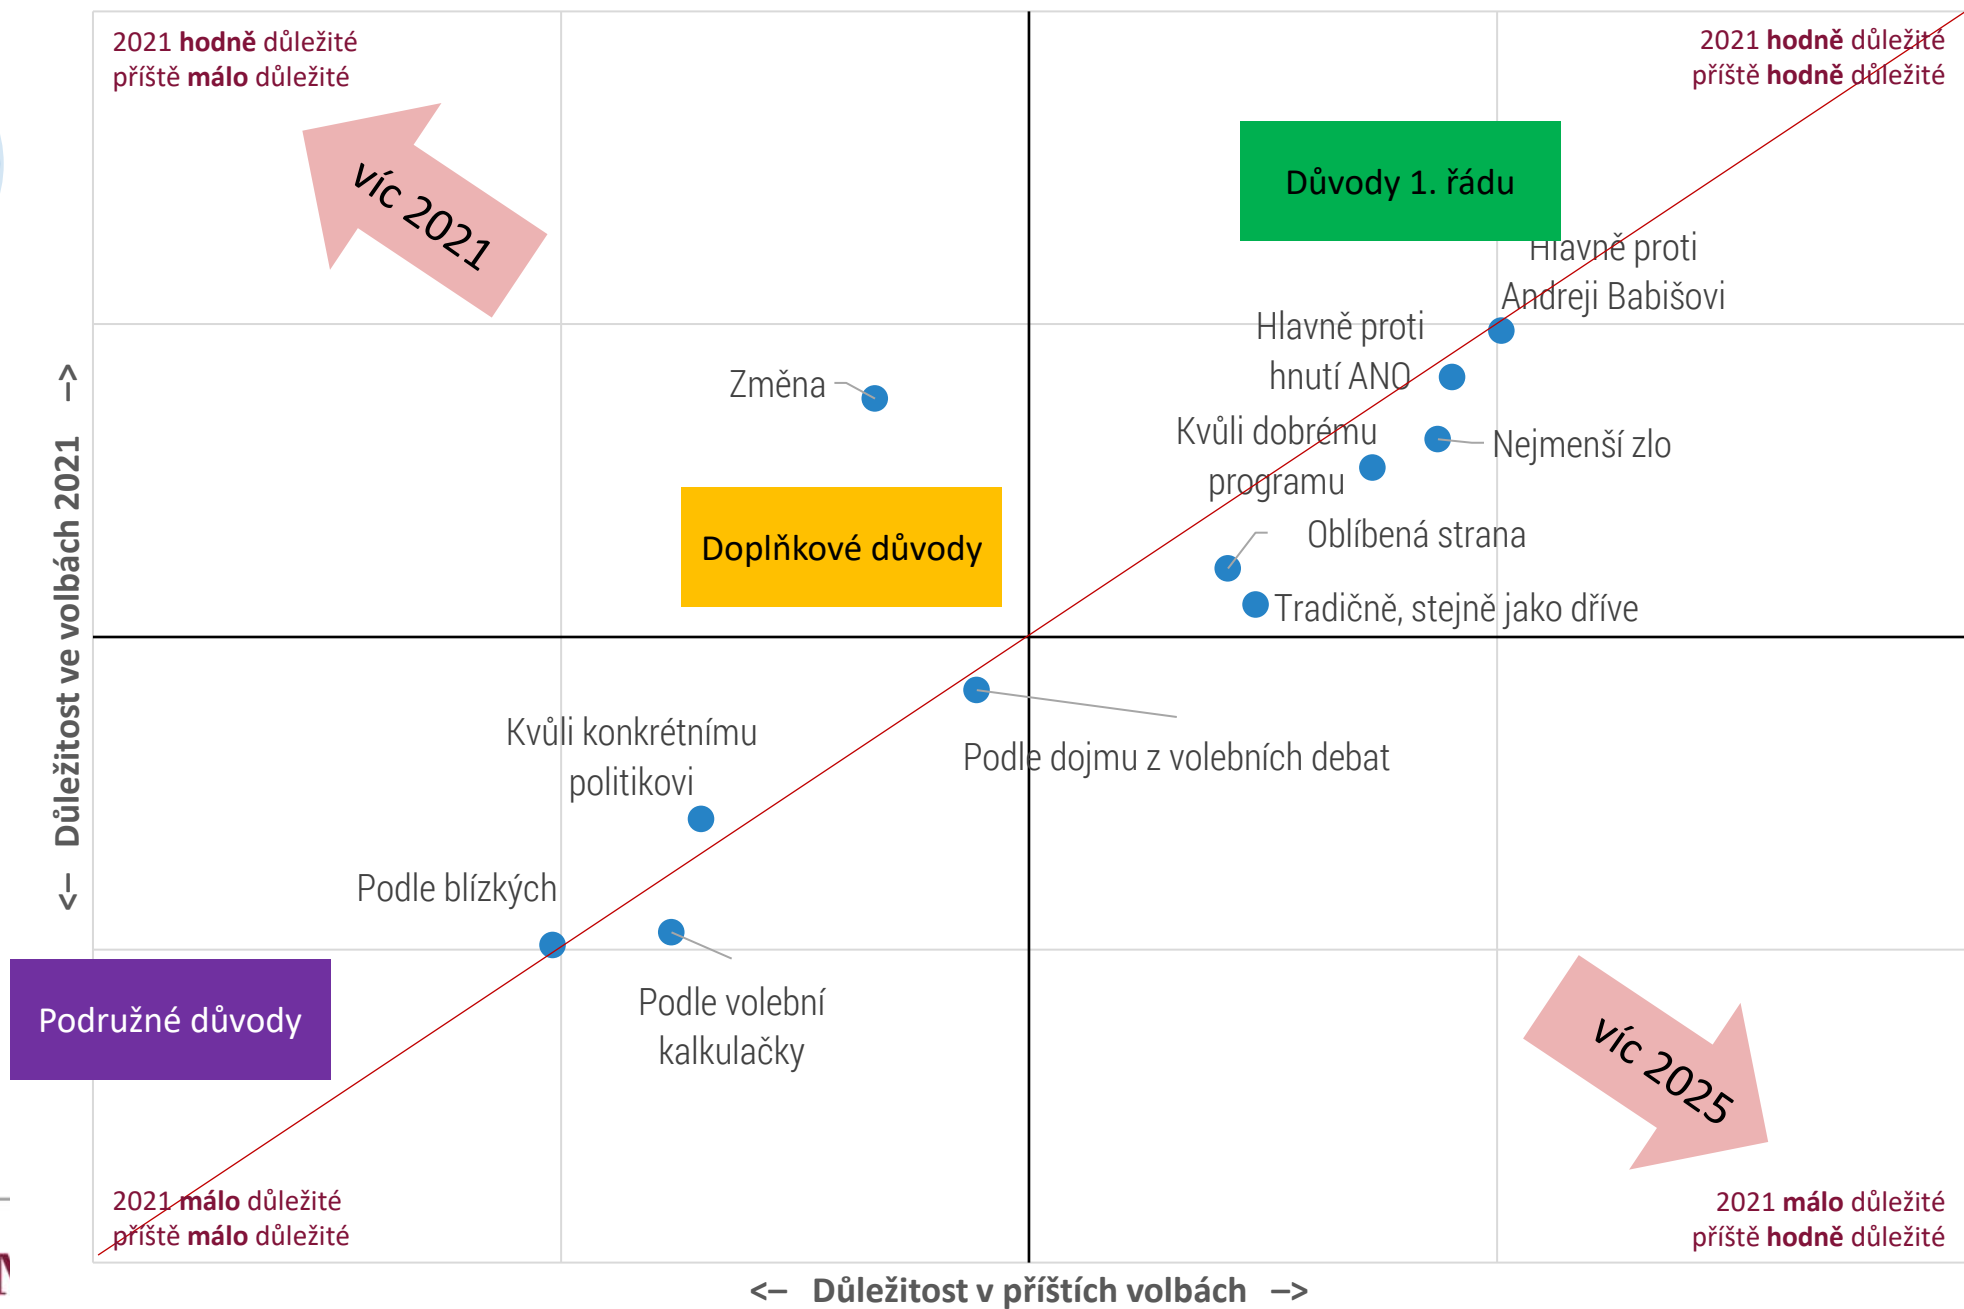 2021 hodně důležité
příště málo důležité
2021 hodně důležité
příště hodně důležité
víc 2021
Důvody 1. řádu
Hlavně proti
Andreji Babišovi
Hlavně proti
hnutí ANO
Změna
Kvůli dobrému
programu
Nejmenší zlo
Doplňkové důvody
Oblíbená strana
Tradičně, stejně jako dříve
<– Důležitost ve volbách 2021 –>
Kvůli konkrétnímu
politikovi
Podle dojmu z volebních debat
Podle blízkých
Podružné důvody
Podle volební
kalkulačky
víc 2025
2021 málo důležité
příště málo důležité
2021 málo důležité
příště hodně důležité
<– Důležitost v příštích volbách –>